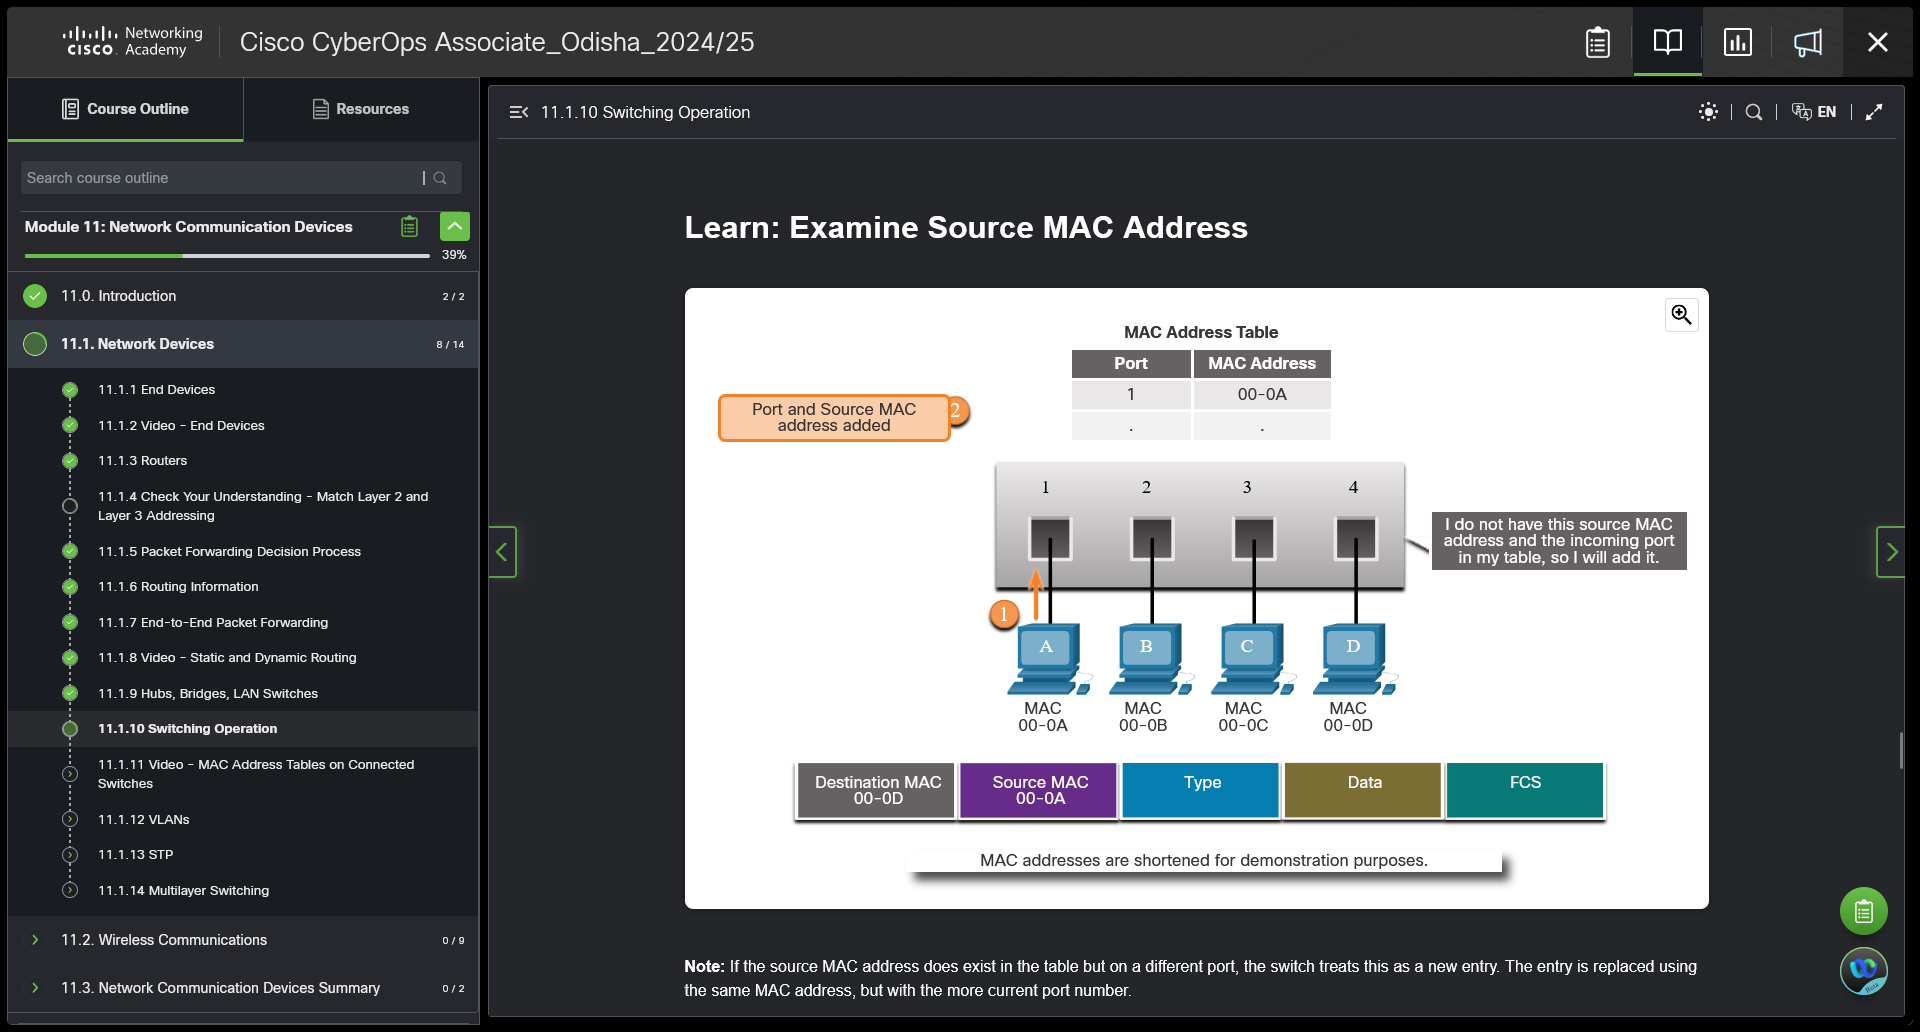 Networking
Academy
CISCO
Cisco CyberOps Associate_Odisha_2024/25
Course Outline
Resources
Search course outline
Module 11: Network Communication Devices
39%
11.0. Introduction
2 / 2
11.1. Network Devices
8 / 14
11.1.1 End Devices
11.1.2 Video - End Devices
11.1.3 Routers
11.1.4 Check Your Understanding - Match Layer 2 and
Layer 3 Addressing
11.1.5 Packet Forwarding Decision Process
11.1.6 Routing Information
11.1.7 End-to-End Packet Forwarding
11.1.8 Video - Static and Dynamic Routing
11.1.9 Hubs, Bridges, LAN Switches
11.1.10 Switching Operation
11.1.11 Video - MAC Address Tables on Connected
Switches
11.1.12 VLANs
11.1.13 STP
11.1.14 Multilayer Switching
11.2. Wireless Communications
0 / 9
11.3. Network Communication Devices Summary
0 / 2
11.1.10 Switching Operation
EN
Learn: Examine Source MAC Address
MAC Address Table
Port MAC Address
1 00-0A
. .
Port and Source MAC
address added
2
1 2 3 4
I do not have this source MAC
address and the incoming port
in my table, so I will add it.
1
A B C D
MAC MAC MAC MAC
00-0A 00-0B 00-0C 00-0D
Destination MAC
00-0D
Source MAC
00-0A
Type
Data
FCS
MAC addresses are shortened for demonstration purposes.
Note: If the source MAC address does exist in the table but on a different port, the switch treats this as a new entry. The entry is replaced using
the same MAC address, but with the more current port number.
Beta